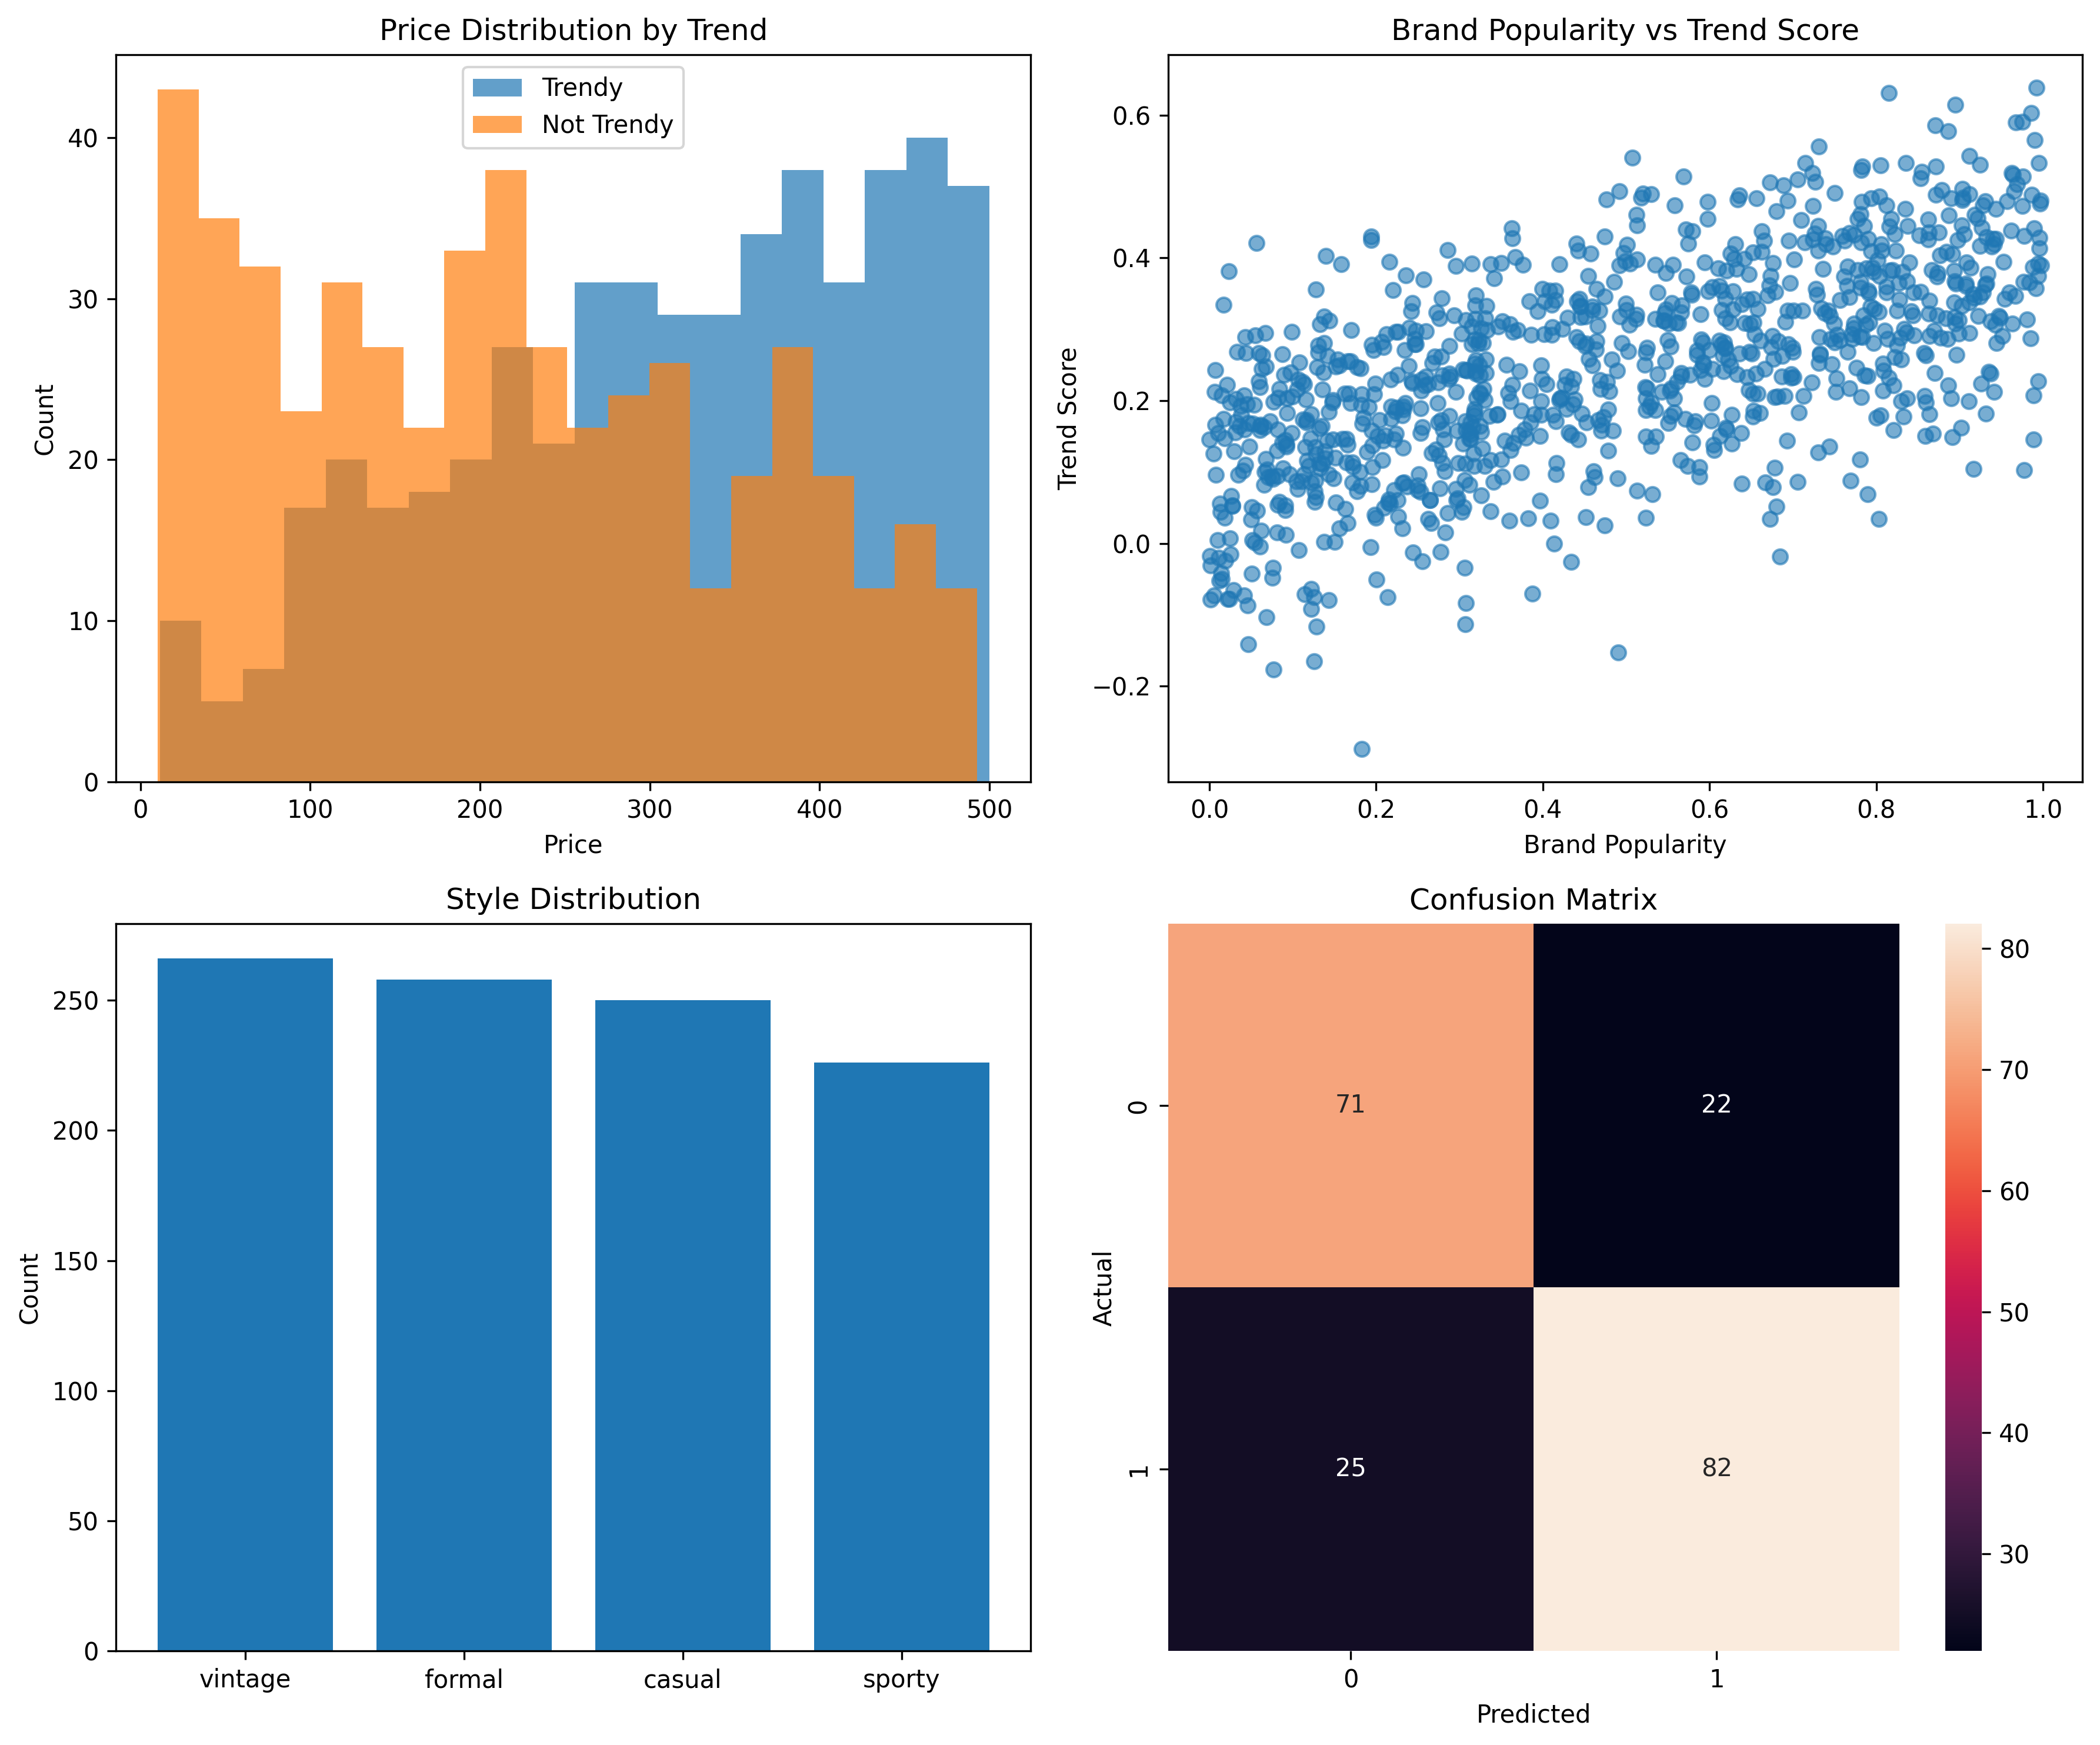 Price Distribution by Trend
Trendy
Not Trendy
Count
40
30
20
10
0
0 100 200 300 400 500
Price
Brand Popularity vs Trend Score
Trend Score
0.6
0.4
0.2
0.0
−0.2
0.0 0.2 0.4 0.6 0.8 1.0
Brand Popularity
Style Distribution
Count
250
200
150
100
50
0
vintage formal casual sporty
Confusion Matrix
Actual
0
71 22
1
25 82
0 1
Predicted
80
70
60
50
40
30